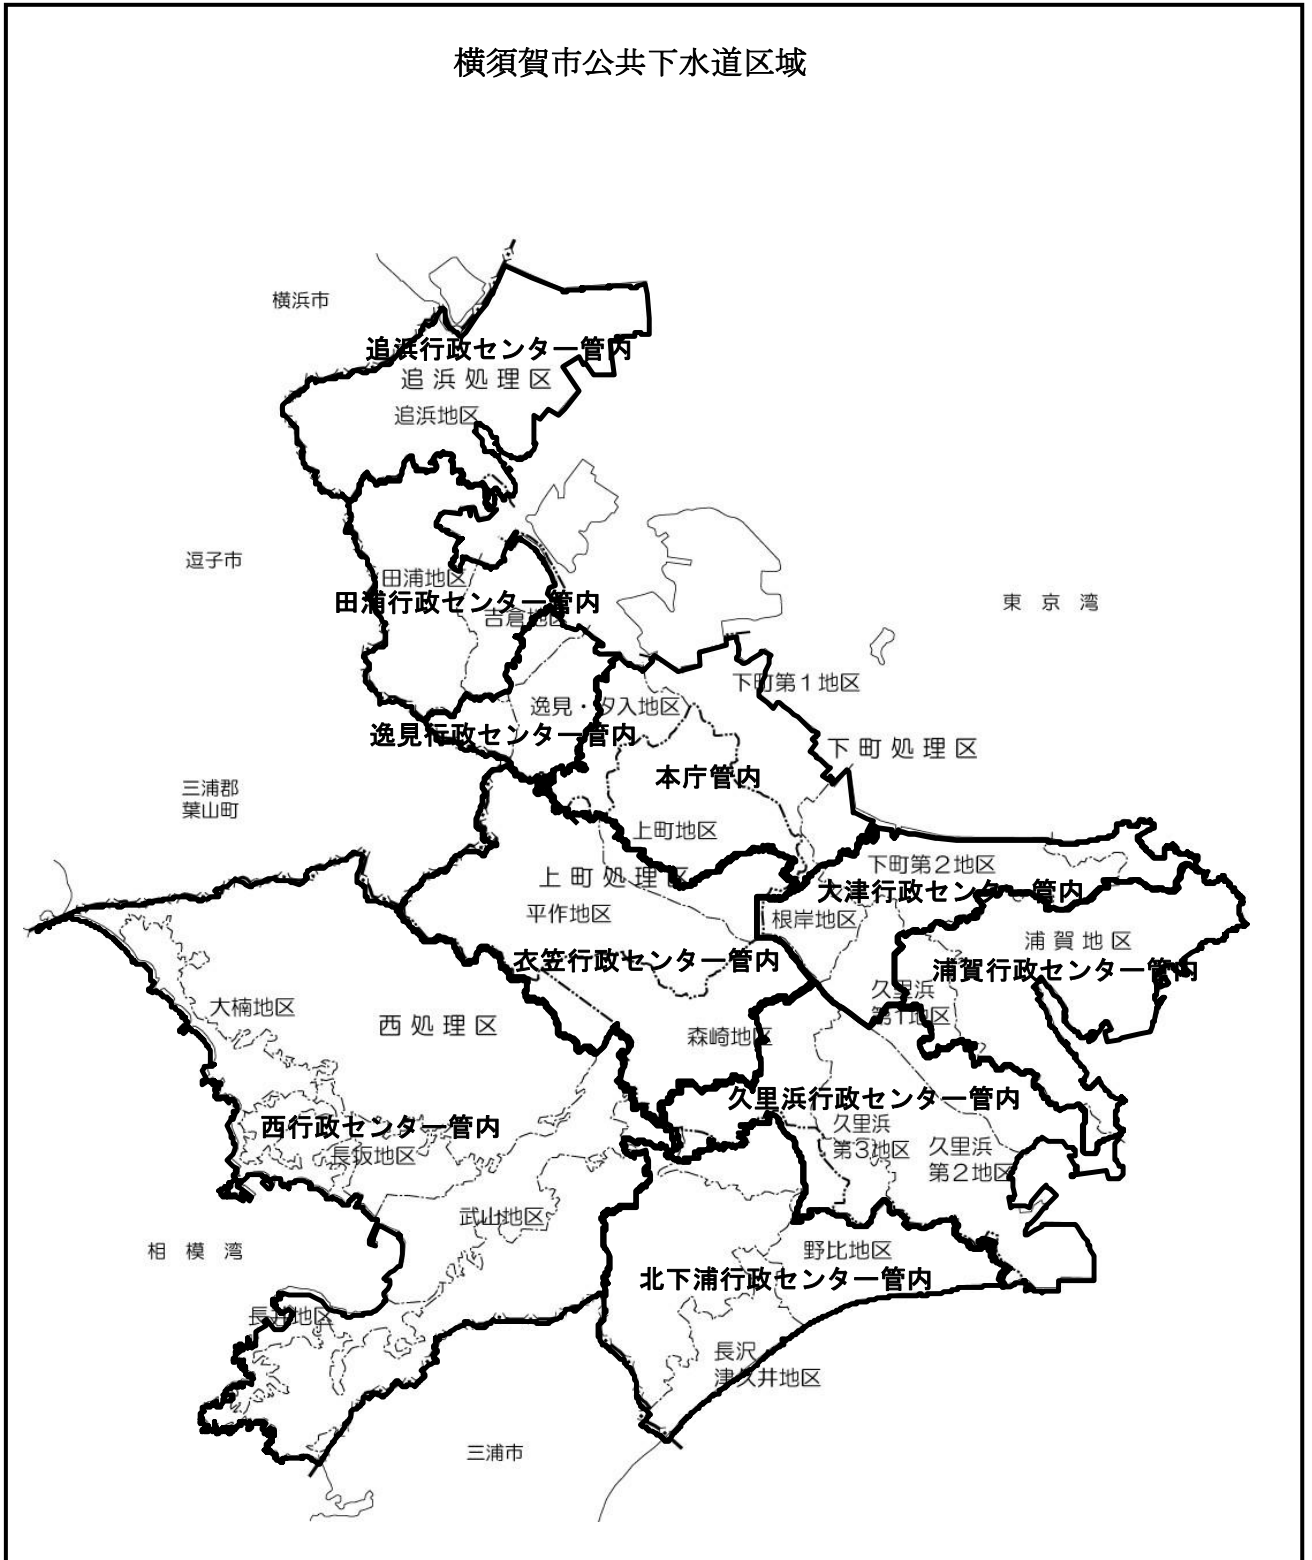 横須賀市公共下水道区域
横浜市
追浜行政センター管内
追浜処理区
追浜地区
逗子市
田浦地区
田浦行政センター管内
吉倉地区
東京湾
下町第1地区
逸見・汐入地区
逸見行政センター管内
下町処理区
本庁管内
三浦郡
葉山町
上町地区
下町第2地区
上町処理区
大津行政センター管内
平作地区
根岸地区
浦賀地区
衣笠行政センター管内
浦賀行政センター管内
久里浜
第1地区
大楠地区
西処理区
森崎地区
久里浜行政センター管内
西行政センター管内
久里浜
第3地区
久里浜
第2地区
長坂地区
武山地区
相模湾
野比地区
北下浦行政センター管内
長井地区
長沢
津久井地区
三浦市